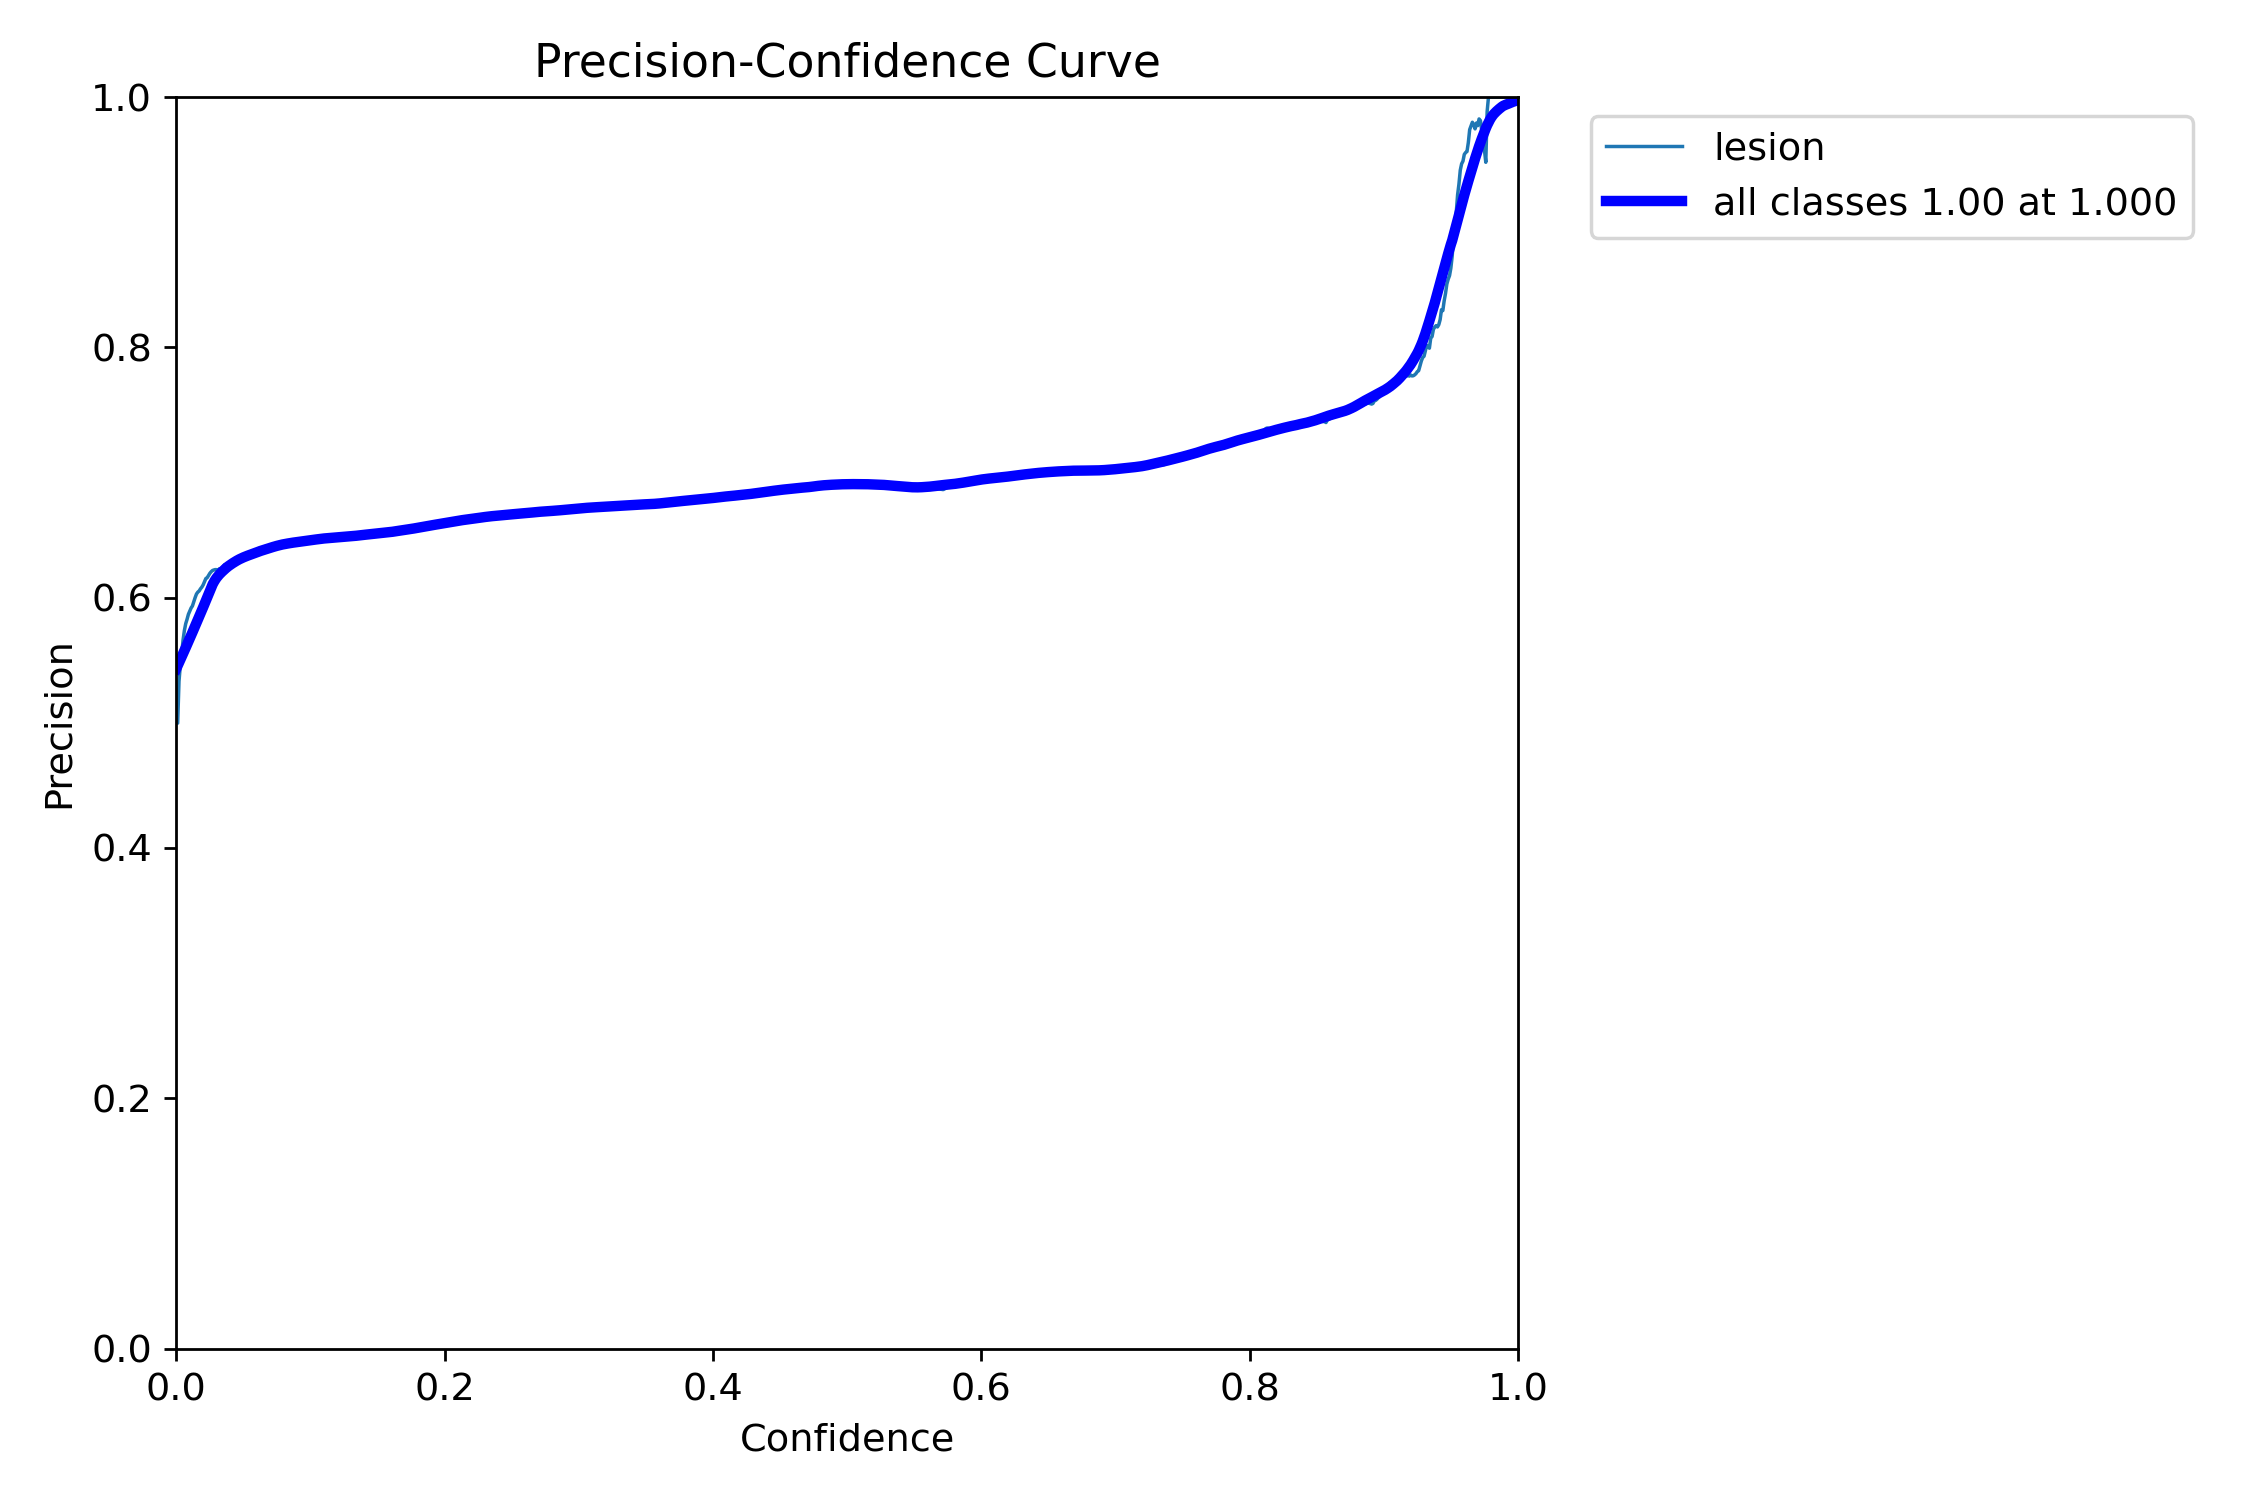 Precision-Confidence Curve
1.0
0.8
0.6
0.4
0.2
0.0
Precision
0.0 0.2 0.4 0.6 0.8 1.0
Confidence
lesion
all classes 1.00 at 1.000